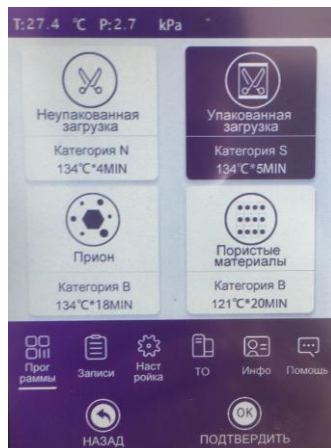 T:27.4 °C P:2.7 kPa
Неупакованная
загрузка
Категория N
134°C*4MIN
Упакованная
загрузка
Категория S
134°C*5MIN
Прион
Категория B
134°C*18MIN
Пористые
материалы
Категория B
121°C*20MIN
Прог
раммы
Записи
Наст
ройка
ТО
Инфо
Помощь
НАЗАД
OK
ПОДТВЕРДИТЬ